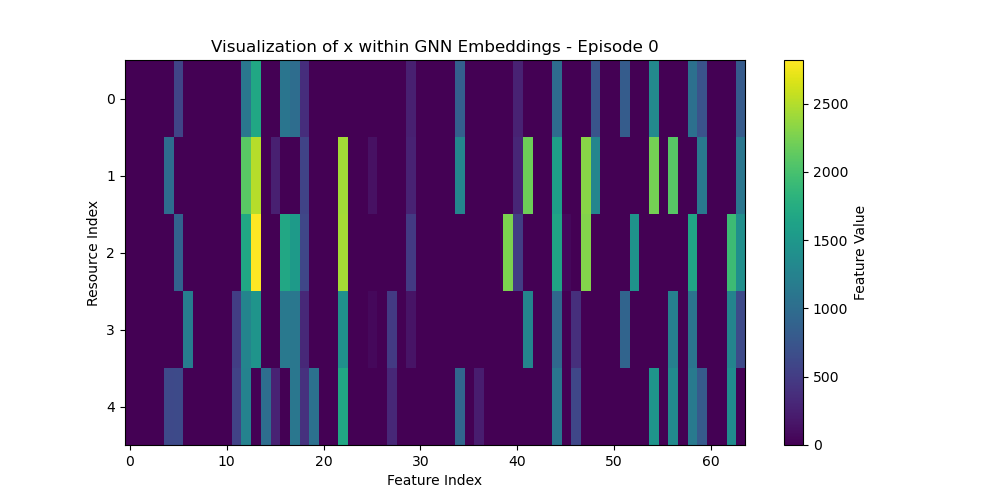 Visualization of x within GNN Embeddings - Episode 0
Resource Index
0
1
2
3
4
0 10 20 30 40 50 60
Feature Index
2500
2000
1500
1000
500
0
Feature Value